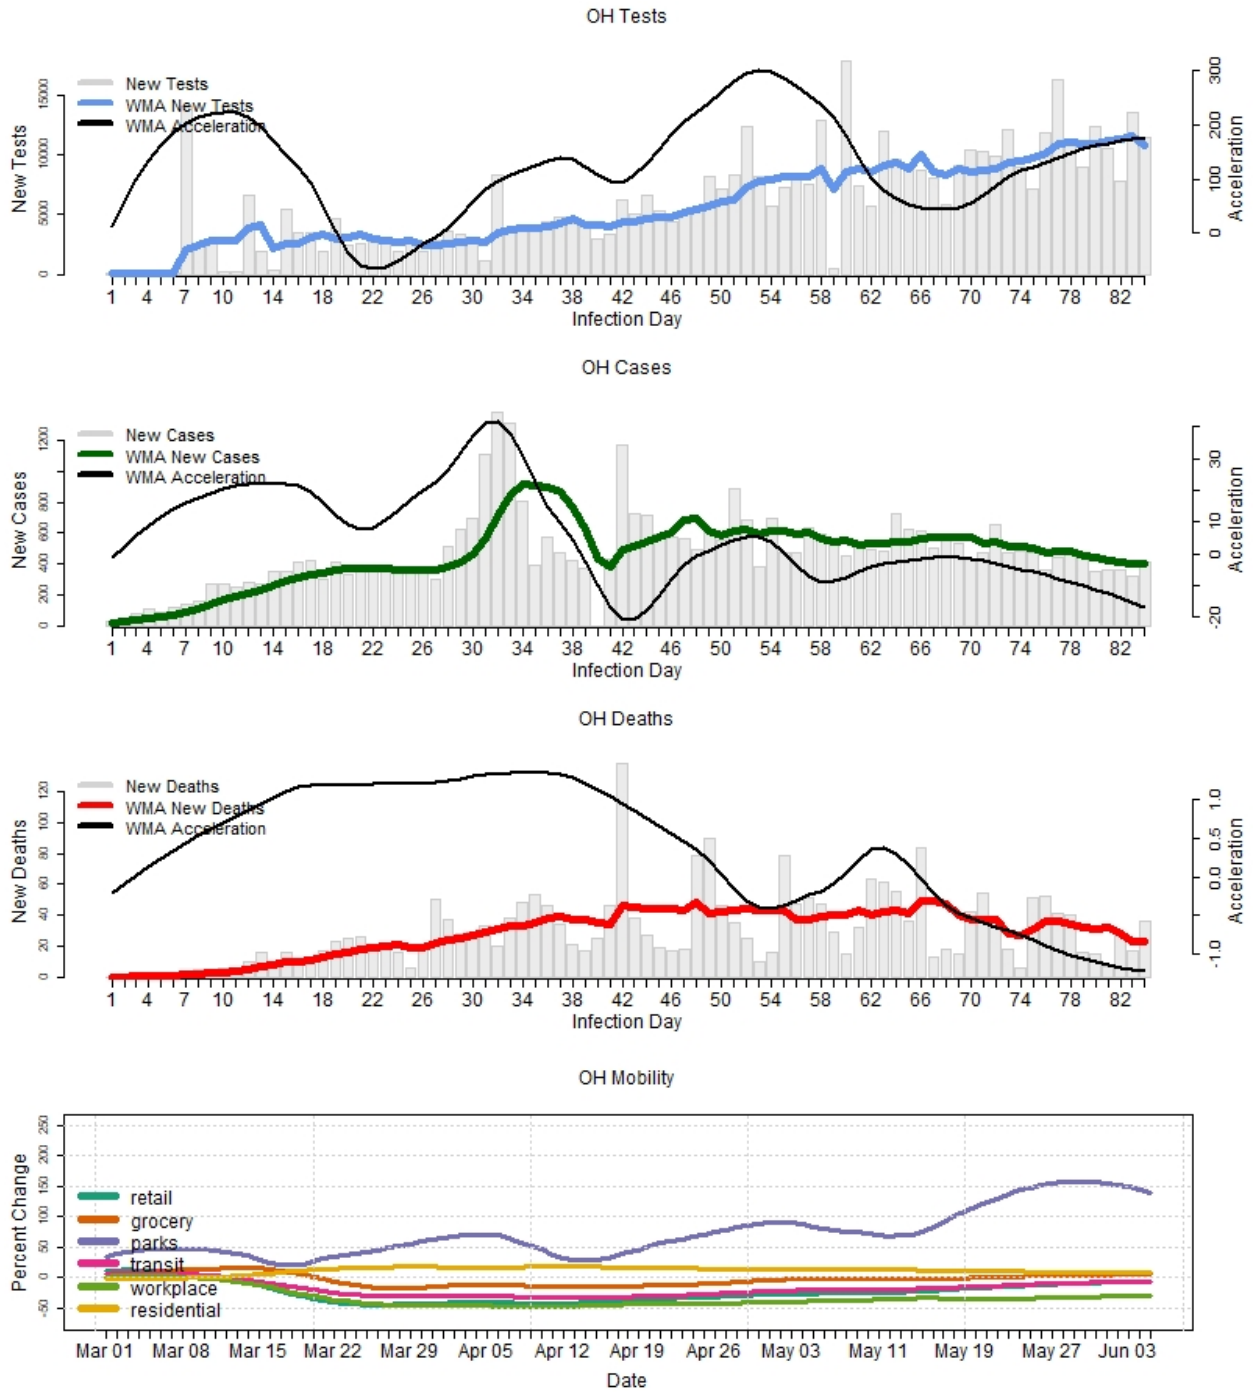 OH Tests
New Tests
WMA New Tests
WMA Acceleration
New Tests
0 5000 10000 15000
Acceleration
0 100 200 300
1 4 7 10 14 18 22 26 30 34 38 42 46 50 54 58 62 66 70 74 78 82
Infection Day
OH Cases
New Cases
WMA New Cases
WMA Acceleration
New Cases
0 200 400 600 800 1200
Acceleration
-20 0 10 30
1 4 7 10 14 18 22 26 30 34 38 42 46 50 54 58 62 66 70 74 78 82
Infection Day
OH Deaths
New Deaths
WMA New Deaths
WMA Acceleration
New Deaths
0 20 40 60 80 100 120
Acceleration
-1.0 0.0 0.5 1.0
1 4 7 10 14 18 22 26 30 34 38 42 46 50 54 58 62 66 70 74 78 82
Infection Day
OH Mobility
retail
grocery
parks
transit
workplace
residential
Percent Change
-50 0 50 100 150 200 250
Mar 01 Mar 08 Mar 15 Mar 22 Mar 29 Apr 05 Apr 12 Apr 19 Apr 26 May 03 May 11 May 19 May 27 Jun 03
Date